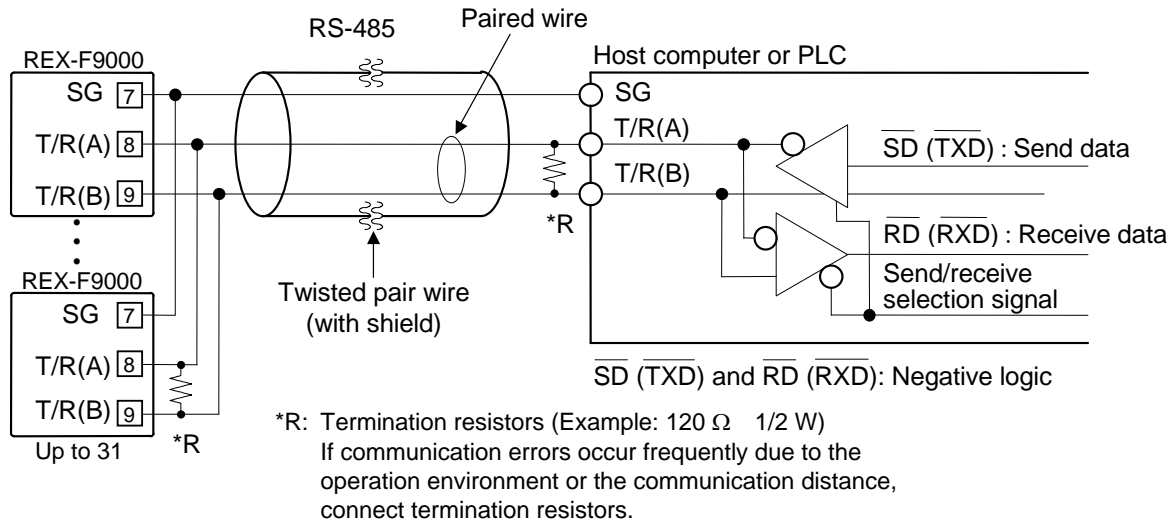 RS-485
Paired wire
REX-F9000
SG 7
T/R(A) 8
T/R(B) 9
Host computer or PLC
SG
T/R(A)
T/R(B)
SD (TXD) : Send data
RD (RXD) : Receive data
Send/receive
selection signal
*R
REX-F9000
SG 7
T/R(A) 8
T/R(B) 9
Up to 31
*R
Twisted pair wire
(with shield)
SD (TXD) and RD (RXD): Negative logic
*R: Termination resistors (Example: 120 Ω 1/2 W)
If communication errors occur frequently due to the
operation environment or the communication distance,
connect termination resistors.